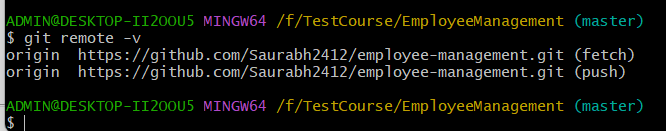 ADMIN@DESKTOP-II2OOU5 MINGW64 /f/TestCourse/EmployeeManagement (master)
$ git remote -v
origin  https://github.com/Saurabh2412/employee-management.git (fetch)
origin  https://github.com/Saurabh2412/employee-management.git (push)
ADMIN@DESKTOP-II2OOU5 MINGW64 /f/TestCourse/EmployeeManagement (master)
$